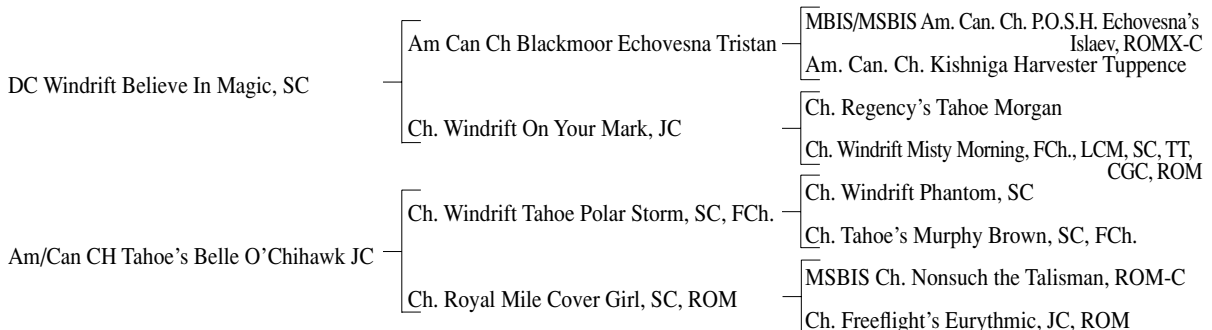 MBIS/MSBIS Am. Can. Ch. P.O.S.H. Echovesna's
Am Can Ch Blackmoor Echovesna Tristan
Islaev, ROMX-C
Am. Can. Ch. Kishniga Harvester Tuppence
DC Windrift Believe In Magic, SC
Ch. Regency's Tahoe Morgan
Ch. Windrift On Your Mark, JC
Ch. Windrift Misty Morning, FCh., LCM, SC, TT,
CGC, ROM
Ch. Windrift Phantom, SC
Ch. Windrift Tahoe Polar Storm, SC, FCh.
Ch. Tahoe's Murphy Brown, SC, FCh.
Am/Can CH Tahoe's Belle O'Chihawk JC
MSBIS Ch. Nonsuch the Talisman, ROM-C
Ch. Royal Mile Cover Girl, SC, ROM
Ch. Freeflight's Eurythmic, JC, ROM